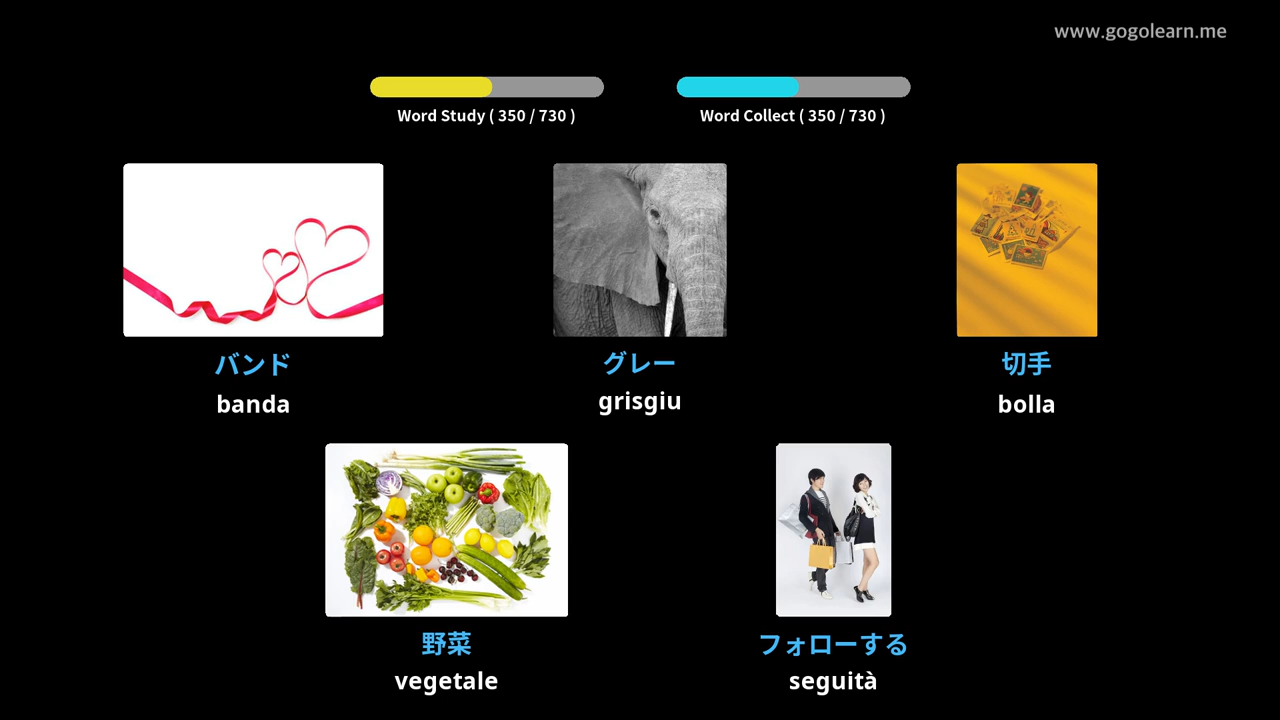 www.gogolearn.me
Word Study ( 350 / 730 )
Word Collect ( 350 / 730 )
バンド
banda
グレー
grisgiu
切手
bolla
野菜
vegetale
フォローする
seguità